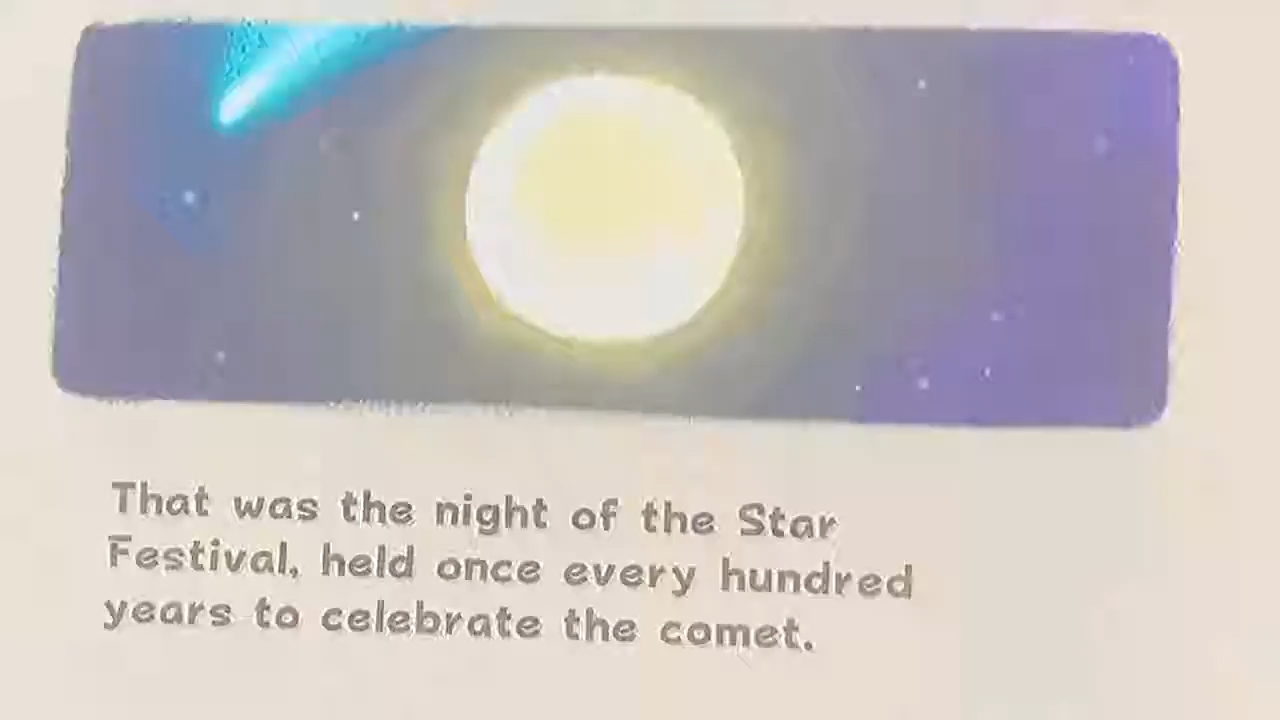 That was the night of the Star
Festival, held once every hundred
years to celebrate the comet.